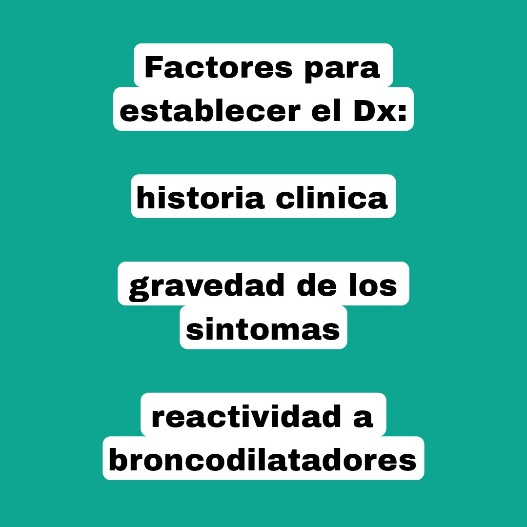 Factores para
establecer el Dx:
historia clinica
gravedad de los
sintomas
reactividad a
broncodilatadores